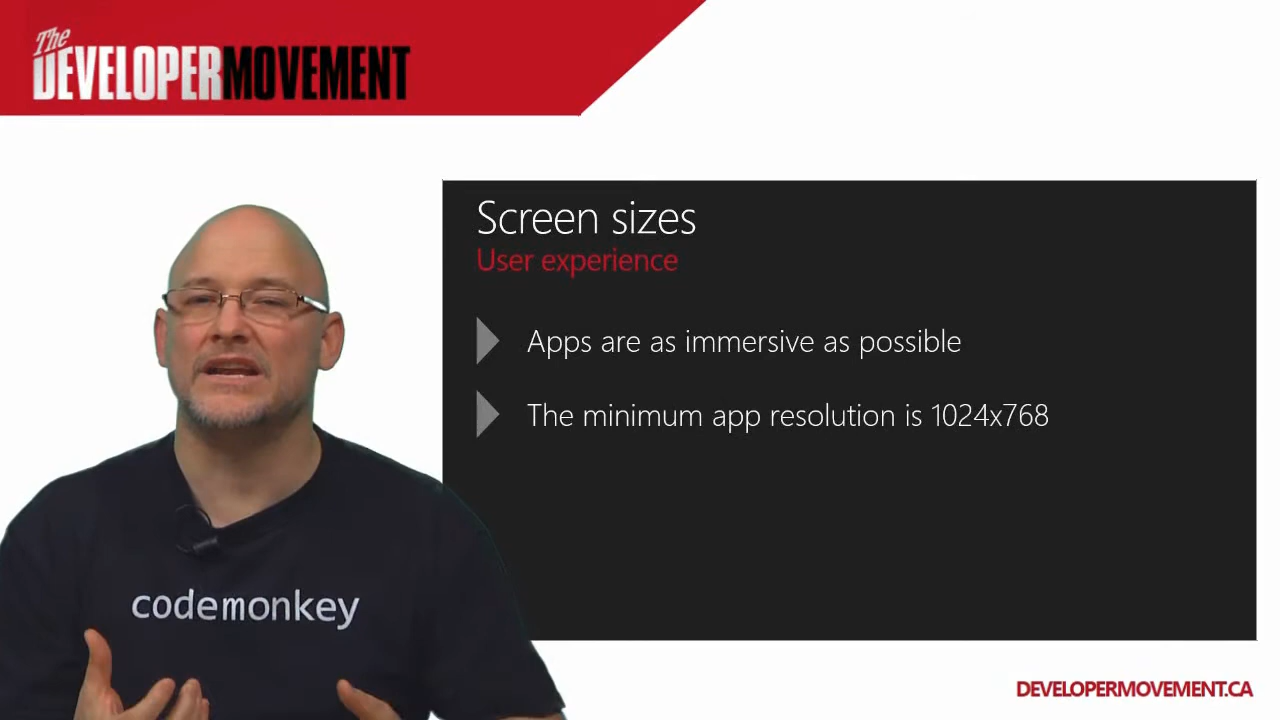 The
DEVELOPERMOVEMENT
Screen sizes
User experience
Apps are as immersive as possible
The minimum app resolution is 1024x768
codemonkey
DEVELOPERMOVEMENT.CA